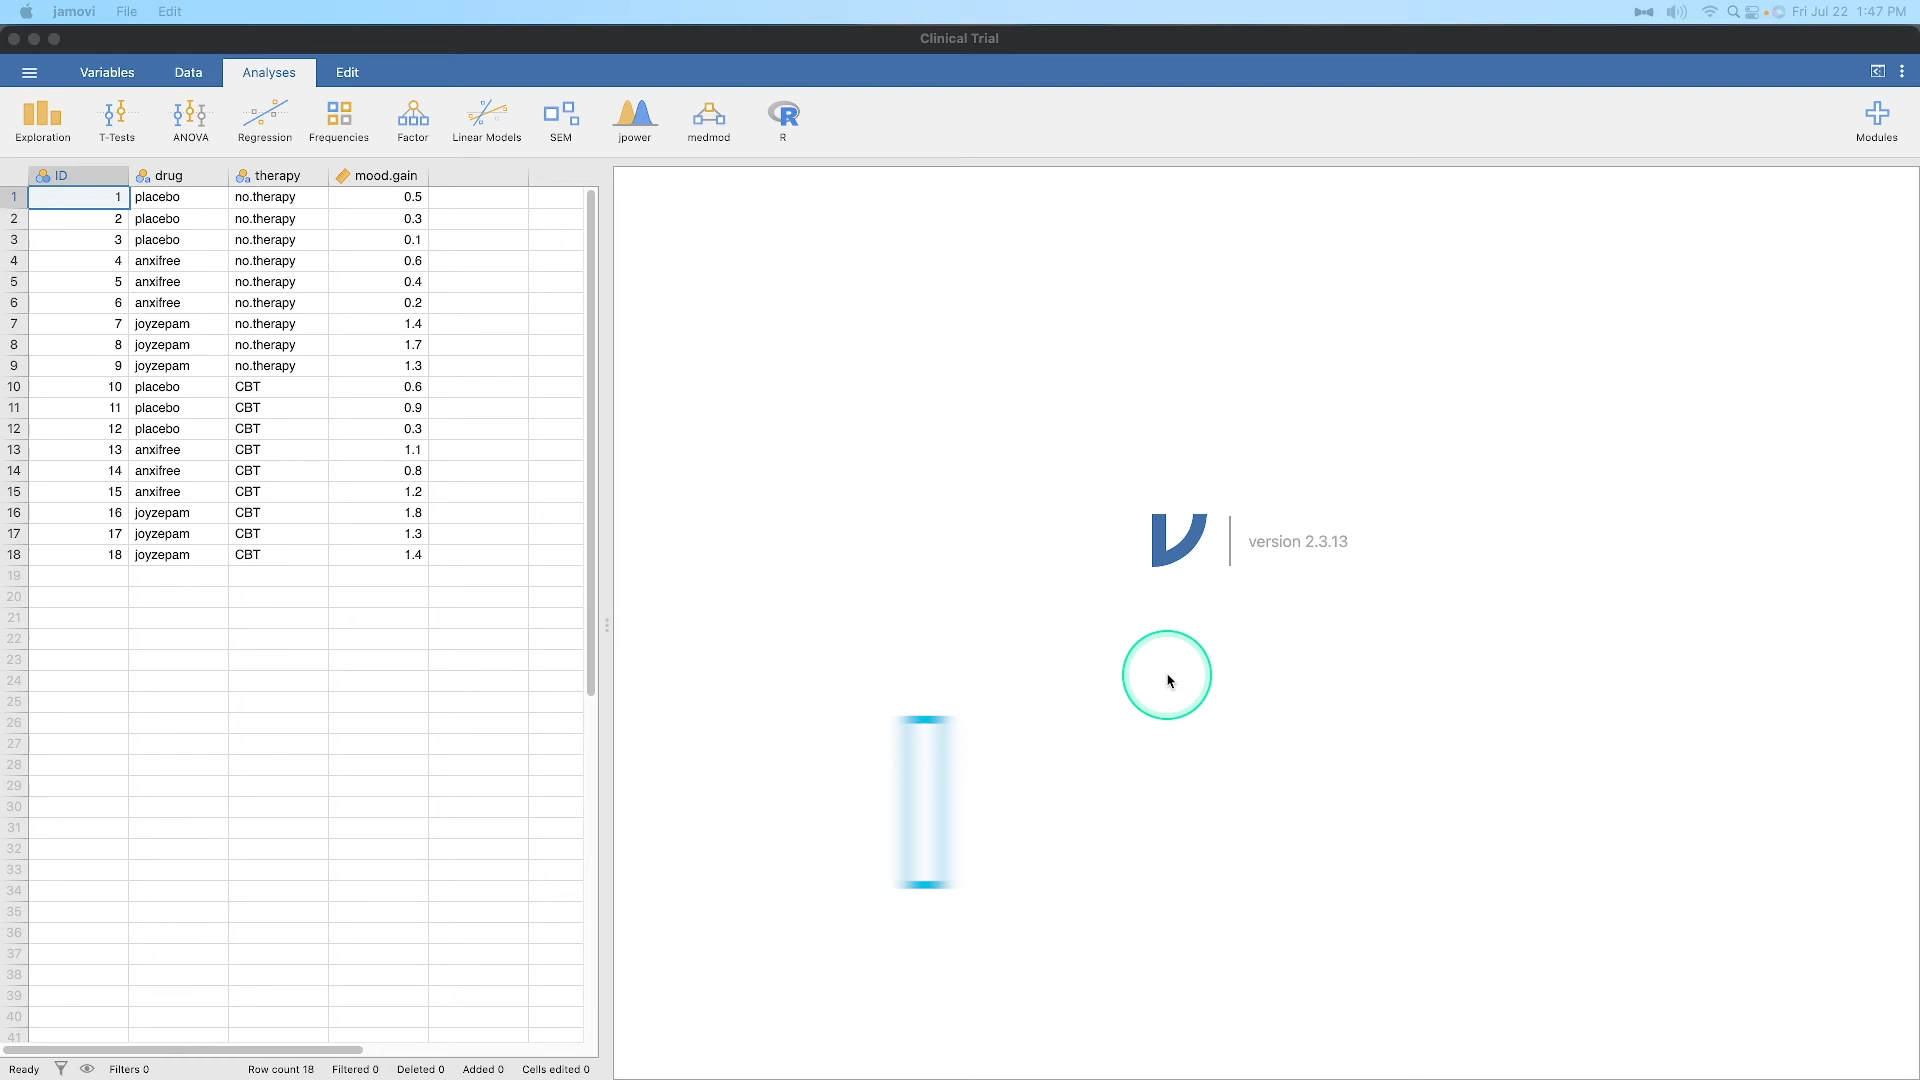 jamovi File Edit Fri Jul 22 1:47 PM
Clinical Trial
Variables Data Analyses Edit
Exploration T-Tests ANOVA Regression Frequencies Factor Linear Models SEM jpower medmod R Modules
ID drug therapy mood.gain
1 1 placebo no.therapy 0.5
2 2 placebo no.therapy 0.3
3 3 placebo no.therapy 0.1
4 4 anxifree no.therapy 0.6
5 5 anxifree no.therapy 0.4
6 6 anxifree no.therapy 0.2
7 7 joyzepam no.therapy 1.4
8 8 joyzepam no.therapy 1.7
9 9 joyzepam no.therapy 1.3
10 10 placebo CBT 0.6
11 11 placebo CBT 0.9
12 12 placebo CBT 0.3
13 13 anxifree CBT 1.1
14 14 anxifree CBT 0.8
15 15 anxifree CBT 1.2
16 16 joyzepam CBT 1.8
17 17 joyzepam CBT 1.3
18 18 joyzepam CBT 1.4
19
20
21
22
23
24
25
26
27
28
29
30
31
32
33
34
35
36
37
38
39
40
41
version 2.3.13
Ready Filters 0 Row count 18 Filtered 0 Deleted 0 Added 0 Cells edited 0